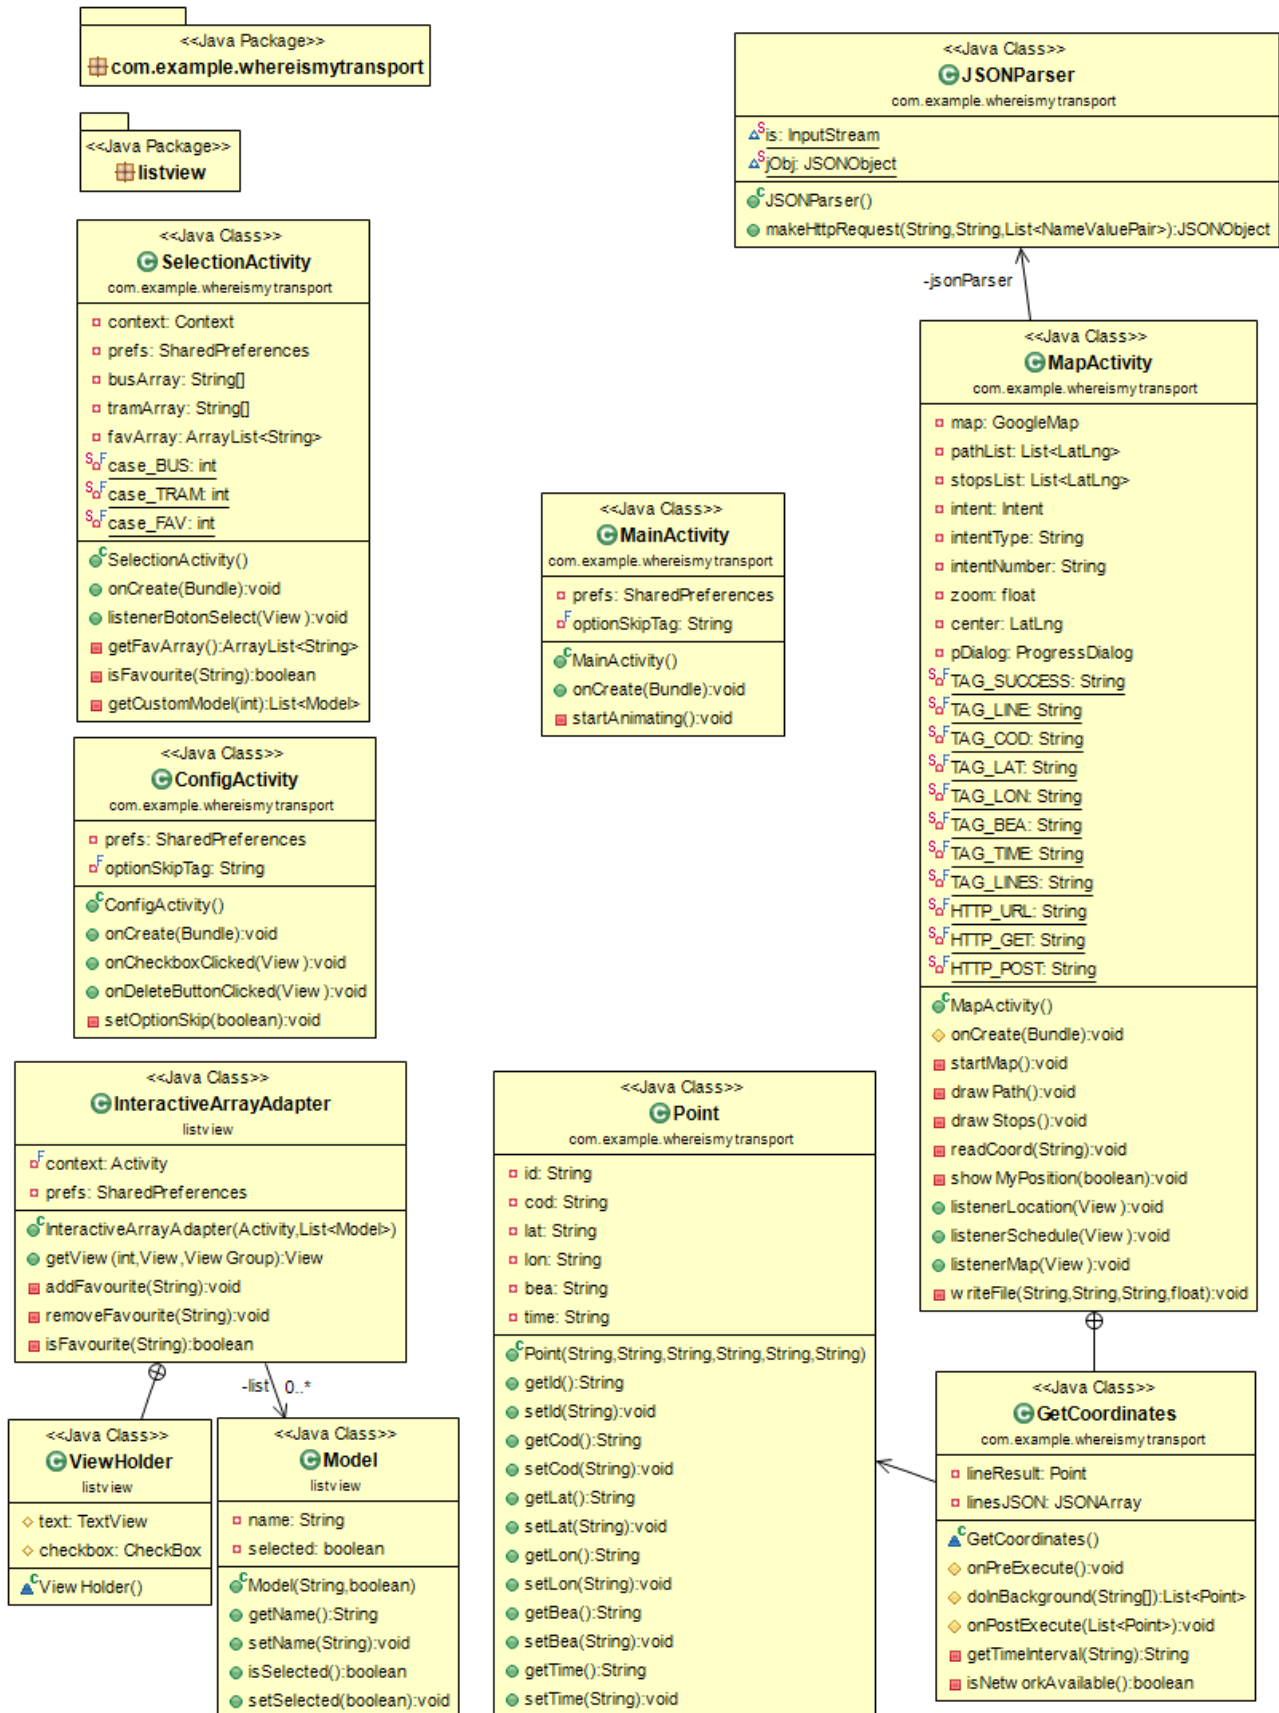 <<Java Package>>
com.example.whereismytransport
<<Java Package>>
listview
<<Java Class>>
SelectionActivity
com.example.whereismytransport
context: Context
prefs: SharedPreferences
busArray: String[]
tramArray: String[]
favArray: ArrayList<String>
S F case_BUS: int
S F case_TRAM: int
S F case_FAV: int
C SelectionActivity()
onCreate(Bundle):void
listenerBotonSelect(View):void
getFavArray():ArrayList<String>
isFavourite(String):boolean
getCustomModel(int):List<Model>
<<Java Class>>
ConfigActivity
com.example.whereismytransport
prefs: SharedPreferences
F optionSkipTag: String
C ConfigActivity()
onCreate(Bundle):void
onCheckboxClicked(View):void
onDeleteButtonClicked(View):void
setOptionSkip(boolean):void
<<Java Class>>
InteractiveArrayAdapter
listview
F context: Activity
prefs: SharedPreferences
C InteractiveArrayAdapter(Activity,List<Model>)
getView(int,View,ViewGroup):View
addFavourite(String):void
removeFavourite(String):void
isFavourite(String):boolean
-list 0..*
<<Java Class>>
ViewHolder
listview
text: TextView
checkbox: CheckBox
C ViewHolder()
<<Java Class>>
Model
listview
name: String
selected: boolean
C Model(String,boolean)
getName():String
setName(String):void
isSelected():boolean
setSelected(boolean):void
<<Java Class>>
MainActivity
com.example.whereismytransport
prefs: SharedPreferences
F optionSkipTag: String
C MainActivity()
onCreate(Bundle):void
startAnimating():void
<<Java Class>>
Point
com.example.whereismytransport
id: String
cod: String
lat: String
lon: String
bea: String
time: String
C Point(String,String,String,String,String,String)
getId():String
setId(String):void
getCod():String
setCod(String):void
getLat():String
setLat(String):void
getLon():String
setLon(String):void
getBea():String
setBea(String):void
getTime():String
setTime(String):void
<<Java Class>>
JSONParser
com.example.whereismytransport
S is: InputStream
S jObj: JSONObject
C JSONParser()
makeHttpRequest(String,String,List<NameValuePair>):JSONObject
-jsonParser
<<Java Class>>
MapActivity
com.example.whereismytransport
map: GoogleMap
pathList: List<LatLng>
stopsList: List<LatLng>
intent: Intent
intentType: String
intentNumber: String
zoom: float
center: LatLng
pDialog: ProgressDialog
S F TAG_SUCCESS: String
S F TAG_LINE: String
S F TAG_COD: String
S F TAG_LAT: String
S F TAG_LON: String
S F TAG_BEA: String
S F TAG_TIME: String
S F TAG_LINES: String
S F HTTP_URL: String
S F HTTP_GET: String
S F HTTP_POST: String
C MapActivity()
onCreate(Bundle):void
startMap():void
drawPath():void
drawStops():void
readCoord(String):void
showMyPosition(boolean):void
listenerLocation(View):void
listenerSchedule(View):void
listenerMap(View):void
writeFile(String,String,String,float):void
<<Java Class>>
GetCoordinates
com.example.whereismytransport
lineResult: Point
linesJSON: JSONArray
C GetCoordinates()
onPreExecute():void
doInBackground(String[]):List<Point>
onPostExecute(List<Point>):void
getTimeInterval(String):String
isNetworkAvailable():boolean